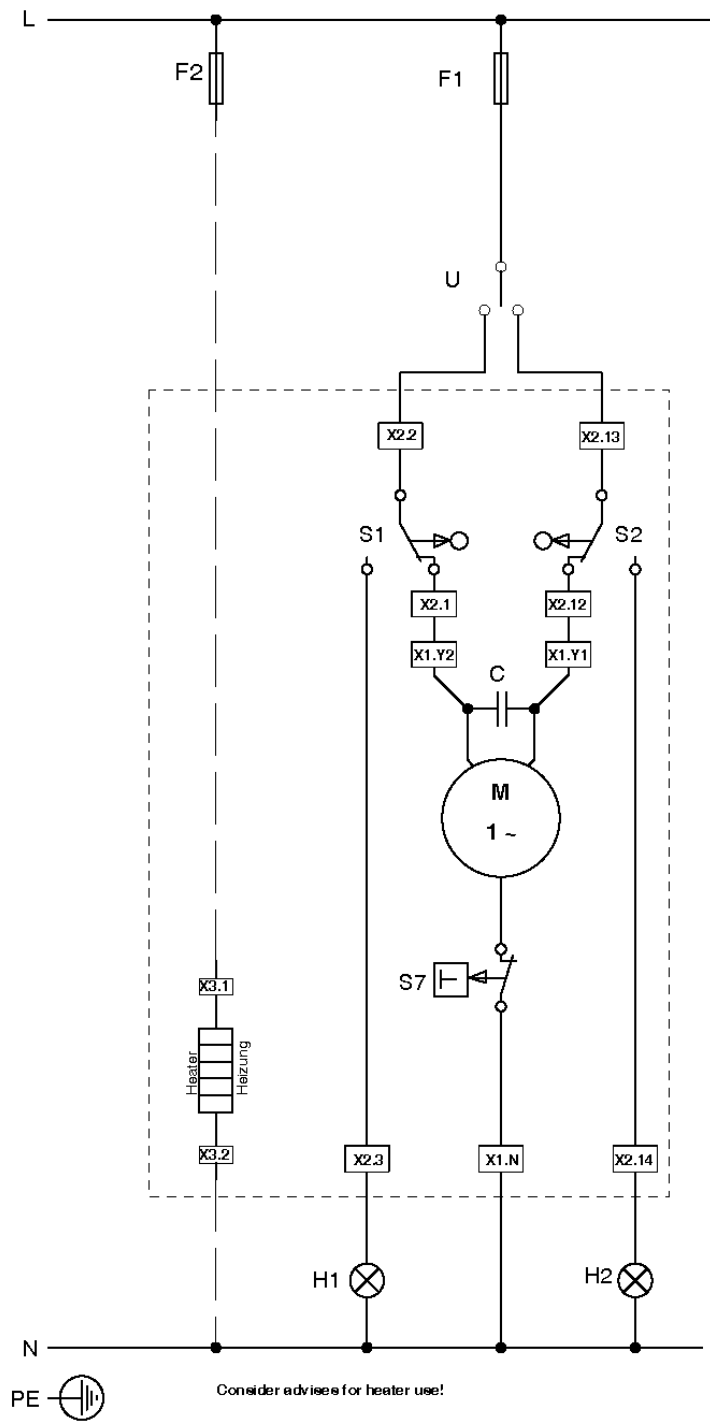 L
F2
F1
U
X2.2
X2.13
S1
S2
X2.1
X2.12
X1.Y2
X1.Y1
C
M
1 ~
S7
X3.1
Heater
Heizung
X3.2
X2.3
X1.N
X2.14
H1
H2
N
PE
Consider advises for heater use!